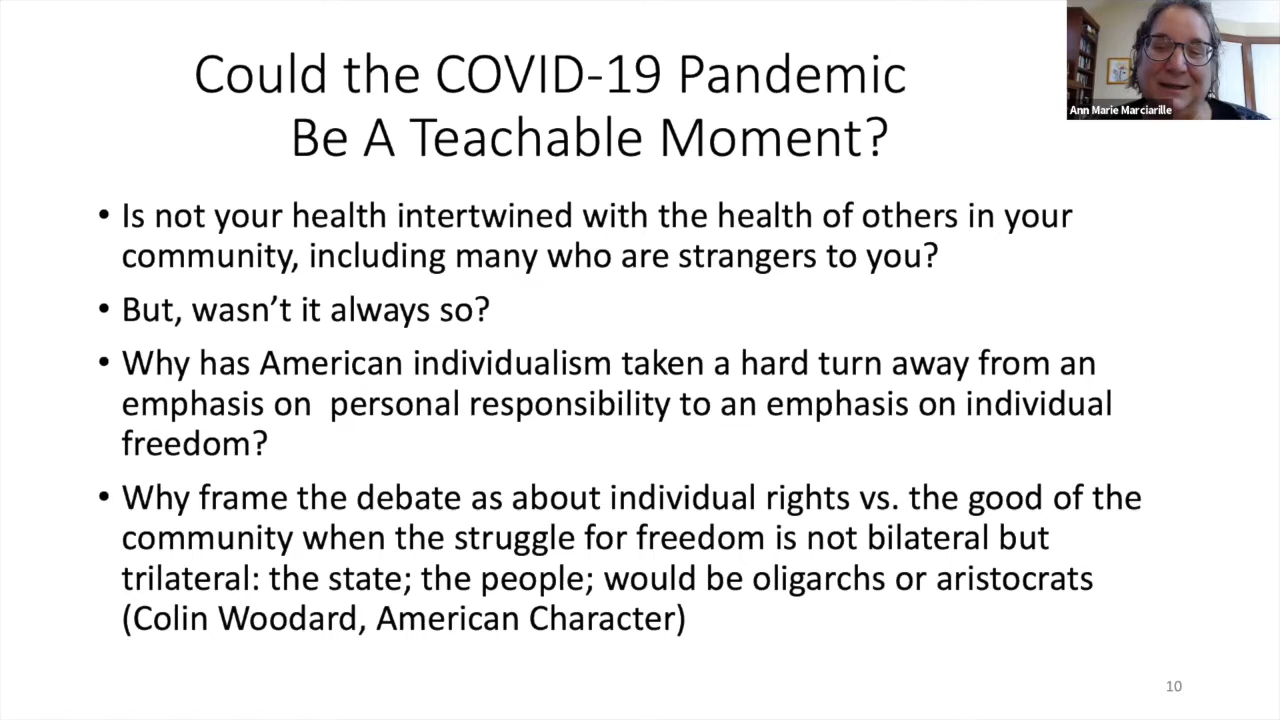 Could the COVID-19 Pandemic
Be A Teachable Moment?
Ann Marie Marciarille
• Is not your health intertwined with the health of others in your
community, including many who are strangers to you?
• But, wasn’t it always so?
• Why has American individualism taken a hard turn away from an
emphasis on  personal responsibility to an emphasis on individual
freedom?
• Why frame the debate as about individual rights vs. the good of the
community when the struggle for freedom is not bilateral but
trilateral: the state; the people; would be oligarchs or aristocrats
(Colin Woodard, American Character)
10